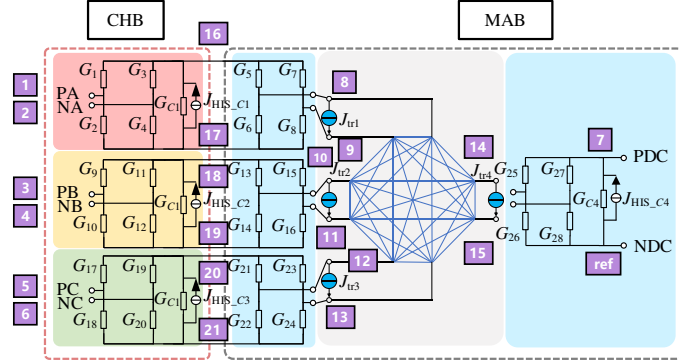 CHB
MAB
16
1
2
PA
NA
G1
G3
G2
G4
GC1
JHIS_C1
17
G5
G7
G6
G8
8
9
Jtr1
3
4
PB
NB
G9
G11
G10
G12
GC1
JHIS_C2
18
19
G13
G15
G14
G16
10
11
Jtr2
5
6
PC
NC
G17
G19
G18
G20
GC1
JHIS_C3
20
21
G21
G23
G22
G24
12
13
Jtr3
14
15
Jtr4
G25
G27
G26
G28
GC4
JHIS_C4
7
PDC
NDC
ref